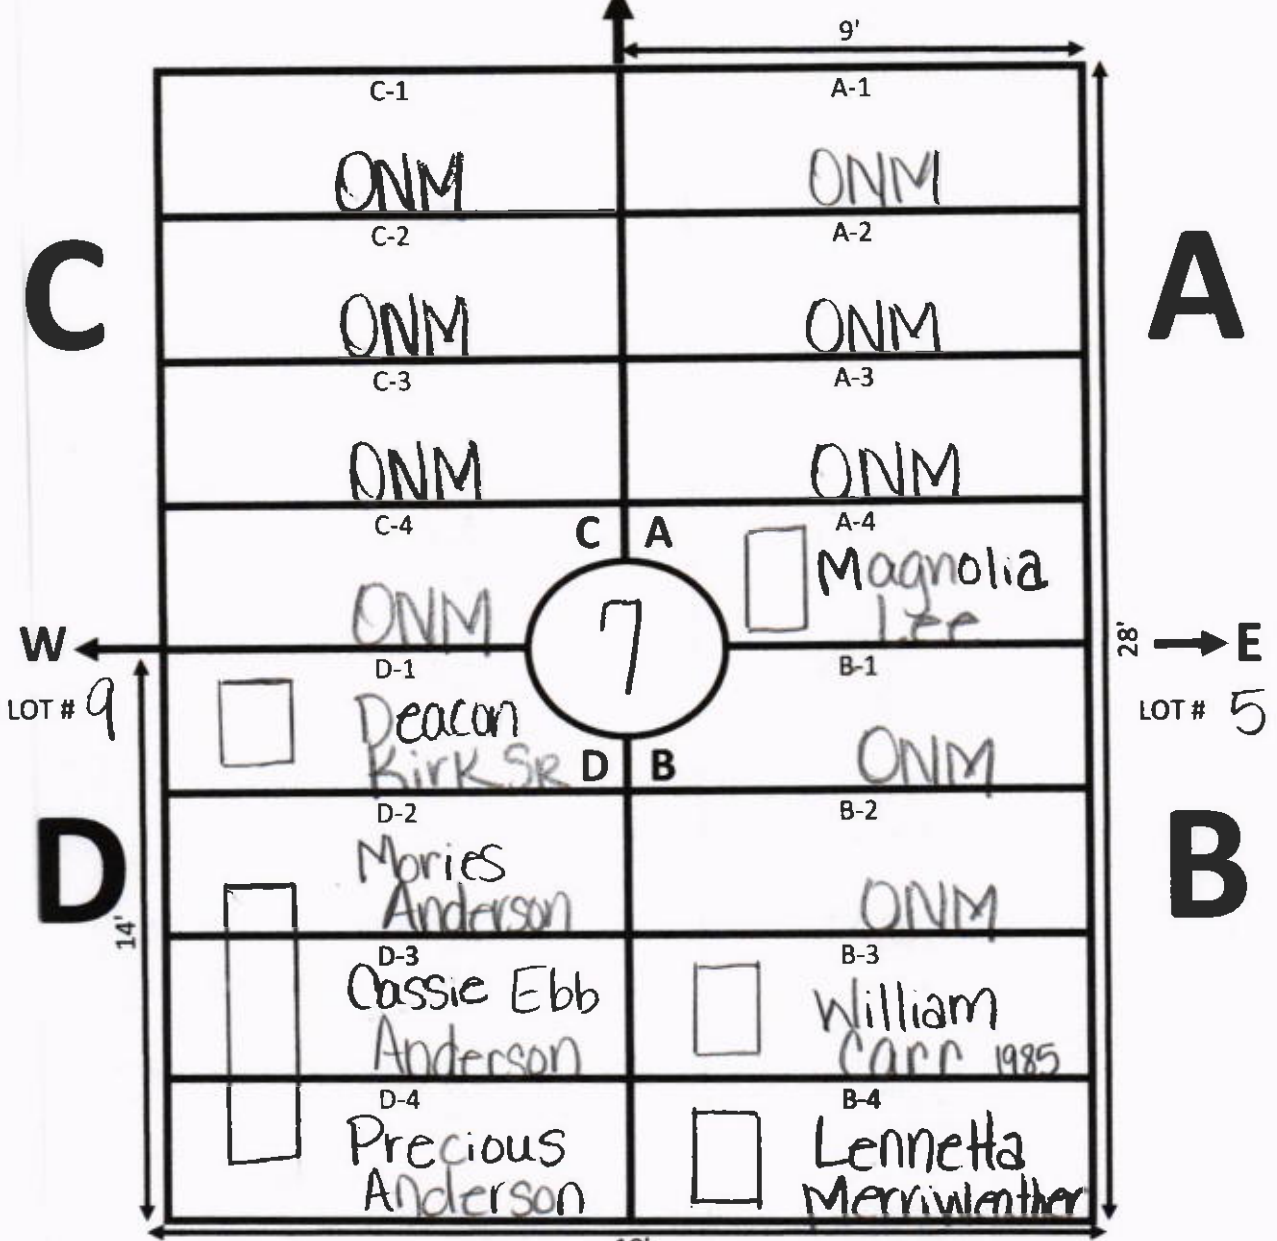 9'
C-1
A-1
ONM
ONM
C-2
A-2
C
A
ONM
ONM
C-3
A-3
ONM
ONM
C-4
C A
A-4
Magnolia
Lee
ONM
7
W
28'
E
D-1
B-1
LOT # 9
LOT # 5
Deacon
Kirk SR
D B
ONM
D-2
B-2
D
B
Mories
Anderson
ONM
14'
D-3
B-3
Cassie Ebb
Anderson
William
Carr 1985
D-4
B-4
Precious
Anderson
Lennetta
Merriwenther